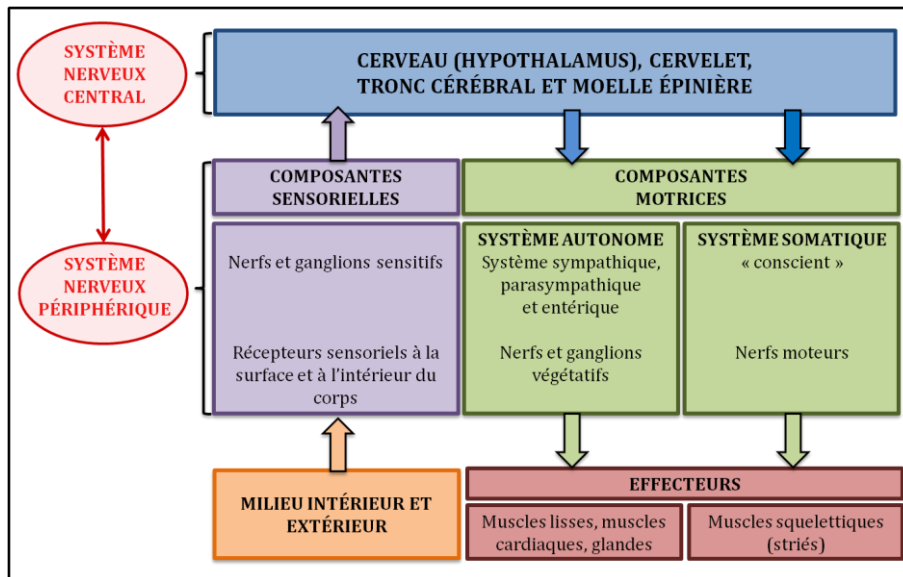 SYSTÈME
NERVEUX
CENTRAL
CERVEAU (HYPOTHALAMUS), CERVELET,
TRONC CÉRÉBRAL ET MOELLE ÉPINIÈRE
SYSTÈME
NERVEUX
PÉRIPHÉRIQUE
COMPOSANTES
SENSORIELLES
COMPOSANTES
MOTRICES
Nerfs et ganglions sensitifs
Récepteurs sensoriels à la
surface et à l'intérieur du
corps
SYSTÈME AUTONOME
Système sympathique,
parasympathique
et entérique
Nerfs et ganglions
végétatifs
SYSTÈME SOMATIQUE
« conscient »
Nerfs moteurs
MILIEU INTÉRIEUR ET
EXTÉRIEUR
EFFECTEURS
Muscles lisses, muscles
cardiaques, glandes
Muscles squelettiques
(striés)